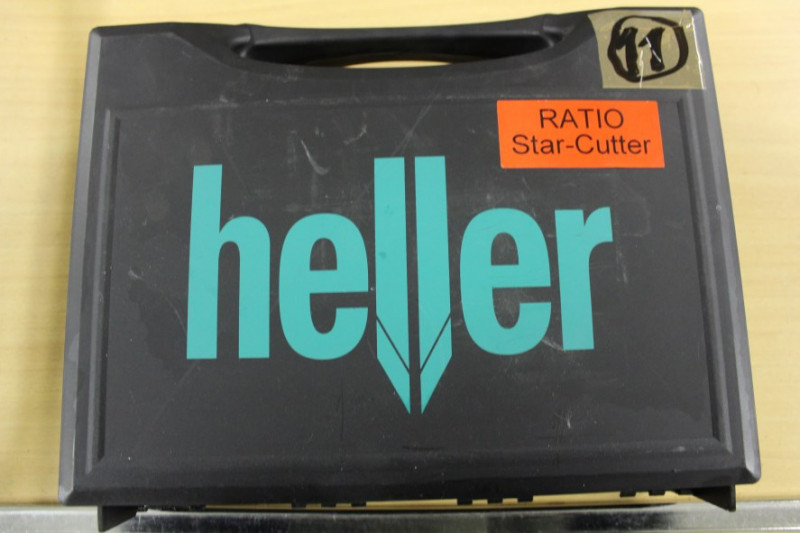 11
RATIO
Star-Cutter
heller